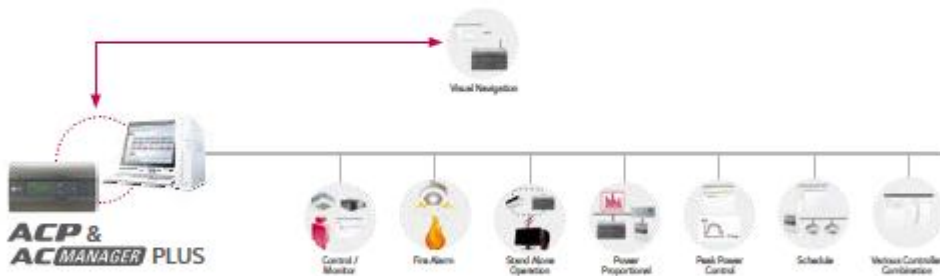 Visual Navigation
ACP &
AC MANAGER PLUS
Control /
Monitor
Fire Alarm
Stand Alone
Operation
Power
Proportional
Peak Power
Control
Schedule
Various Controller
Combination